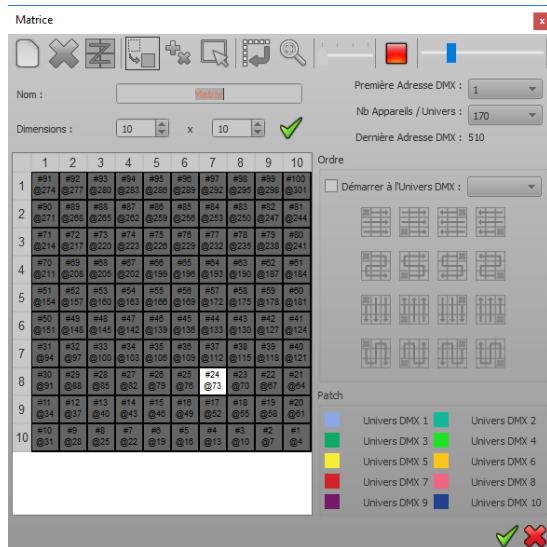 Matrice
x
Nom :
Matrice
Première Adresse DMX :
1
Nb Appareils / Univers :
170
Dimensions :
10
x
10
Dernière Adresse DMX : 510
Ordre
Démarrer à l'Univers DMX :
1 2 3 4 5 6 7 8 9 10
#91 #92 #93 #94 #95 #96 #97 #98 #99 #100
1
@274 @277 @280 @283 @286 @289 @292 @295 @298 @301
#90 #89 #88 #87 #86 #85 #84 #83 #82 #81
2
@271 @268 @265 @262 @259 @256 @253 @250 @247 @244
#71 #72 #73 #74 #75 #76 #77 #78 #79 #80
3
@214 @217 @220 @223 @226 @229 @232 @235 @238 @241
#70 #69 #68 #67 #66 #65 #64 #63 #62 #61
4
@211 @208 @205 @202 @199 @196 @193 @190 @187 @184
#51 #52 #53 #54 #55 #56 #57 #58 #59 #60
5
@154 @157 @160 @163 @166 @169 @172 @175 @178 @181
#50 #49 #48 #47 #46 #45 #44 #43 #42 #41
6
@151 @148 @145 @142 @139 @136 @133 @130 @127 @124
#31 #32 #33 #34 #35 #36 #37 #38 #39 #40
7
@94 @97 @100 @103 @106 @109 @112 @115 @118 @121
#30 #29 #28 #27 #26 #25 #24 #23 #22 #21
8
@91 @88 @85 @82 @79 @76 @73 @70 @67 @64
#11 #12 #13 #14 #15 #16 #17 #18 #19 #20
9
@34 @37 @40 @43 @46 @49 @52 @55 @58 @61
#10 #9 #8 #7 #6 #5 #4 #3 #2 #1
10
@31 @28 @25 @22 @19 @16 @13 @10 @7 @4
Patch
Univers DMX 1 Univers DMX 2
Univers DMX 3 Univers DMX 4
Univers DMX 5 Univers DMX 6
Univers DMX 7 Univers DMX 8
Univers DMX 9 Univers DMX 10